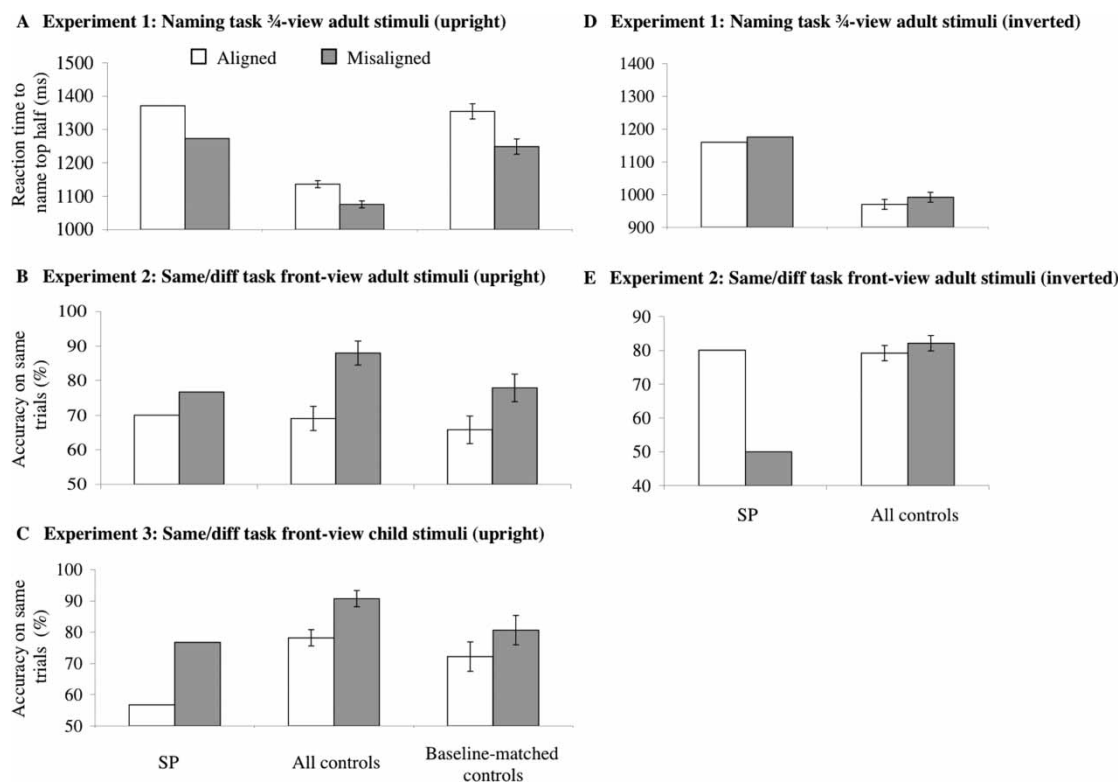 A Experiment 1: Naming task ¾-view adult stimuli (upright)
Aligned Misaligned
Reaction time to
name top half (ms)
1500
1400
1300
1200
1100
1000
D Experiment 1: Naming task ¾-view adult stimuli (inverted)
1400
1300
1200
1100
1000
900
B Experiment 2: Same/diff task front-view adult stimuli (upright)
Accuracy on same
trials (%)
100
90
80
70
60
50
E Experiment 2: Same/diff task front-view adult stimuli (inverted)
90
80
70
60
50
40
SP All controls
C Experiment 3: Same/diff task front-view child stimuli (upright)
Accuracy on same
trials (%)
100
90
80
70
60
50
SP All controls Baseline-matched
controls